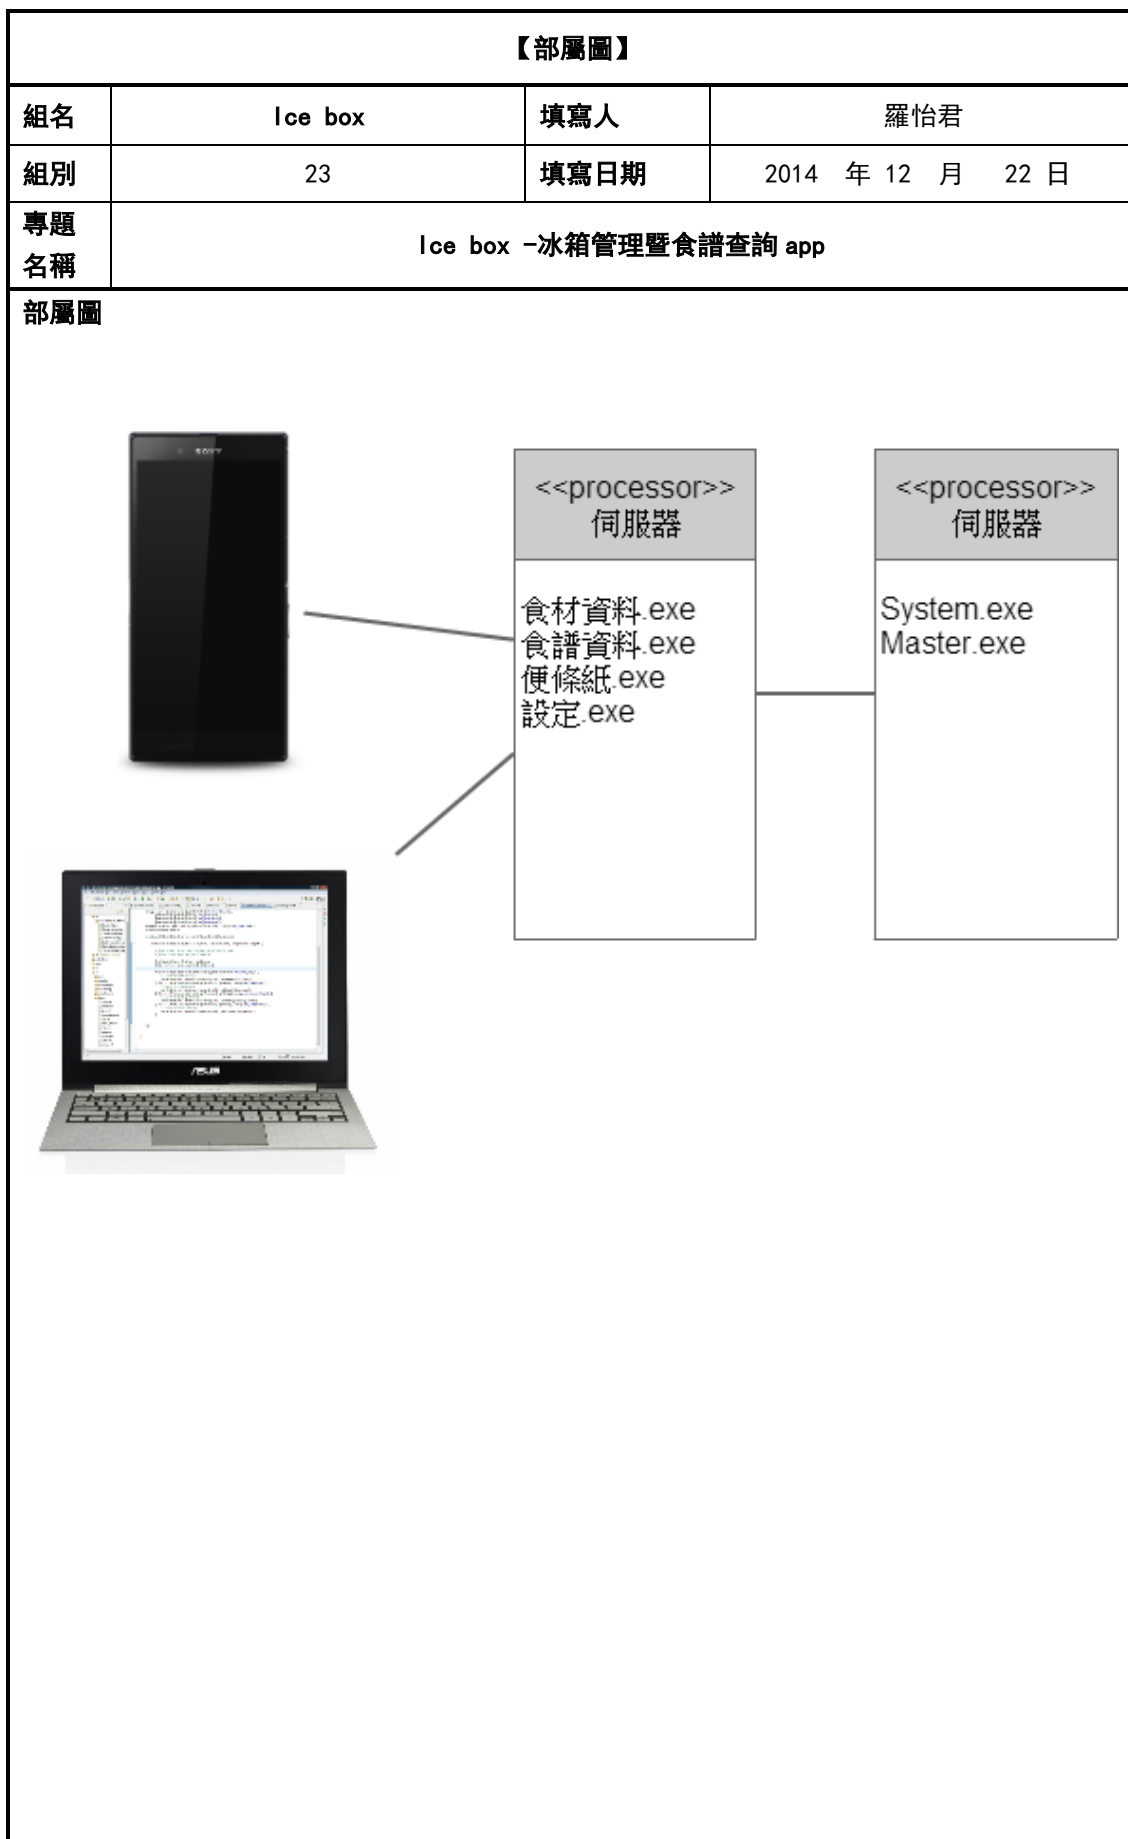 【部屬圖】
組名 Ice box 填寫人 羅怡君
組別 23 填寫日期 2014 年 12 月 22 日
專題
名稱
Ice box -冰箱管理暨食譜查詢 app
部屬圖
SONY
<<processor>>
伺服器
食材資料.exe
食譜資料.exe
便條紙.exe
設定.exe
<<processor>>
伺服器
System.exe
Master.exe
ASUS